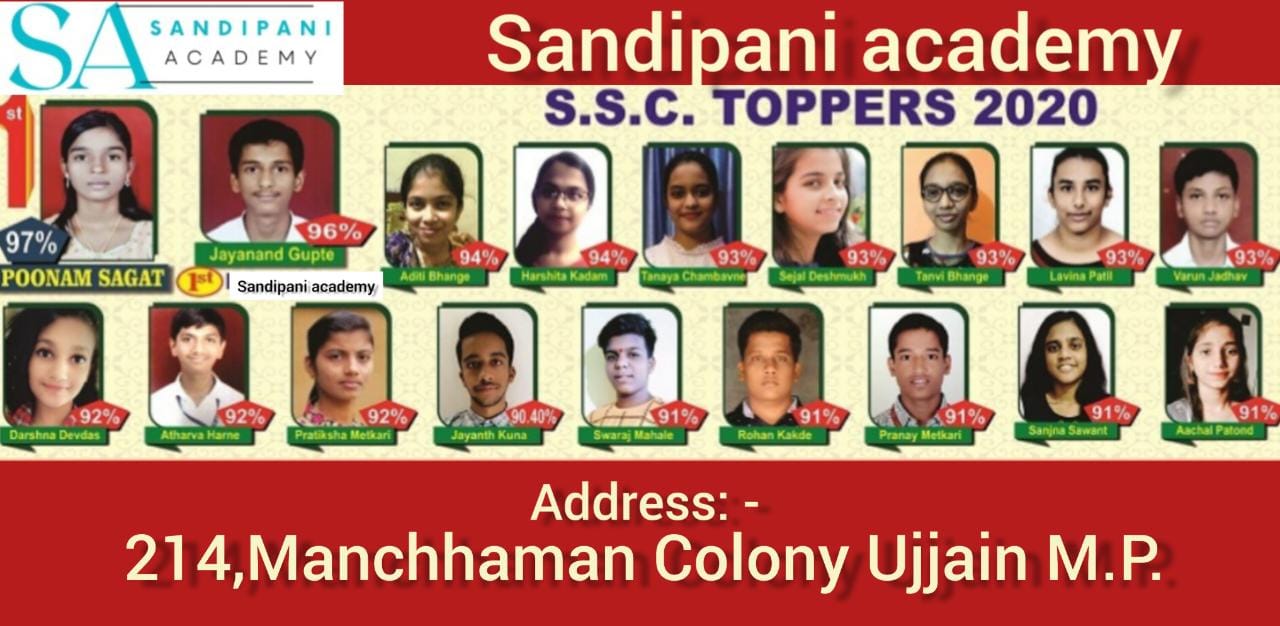 SA SANDIPANI
ACADEMY
Sandipani academy
S.S.C. TOPPERS 2020
1st
97%
POONAM SAGAT
1st
Sandipani academy
96%
Jayanand Gupte
94%
Aditi Bhange
94%
Harshita Kadam
93%
Tanaya Chambavne
93%
Sejal Deshmukh
93%
Tanvi Bhange
93%
Lavina Patil
93%
Varun Jadhav
92%
Darshna Devdas
92%
Atharva Harne
92%
Pratiksha Metkari
90.40%
Jayanth Kuna
91%
Swaraj Mahale
91%
Rohan Kakde
91%
Pranay Metkari
91%
Sanjna Sawant
91%
Aachal Patond
Address: -
214,Manchhaman Colony Ujjain M.P.